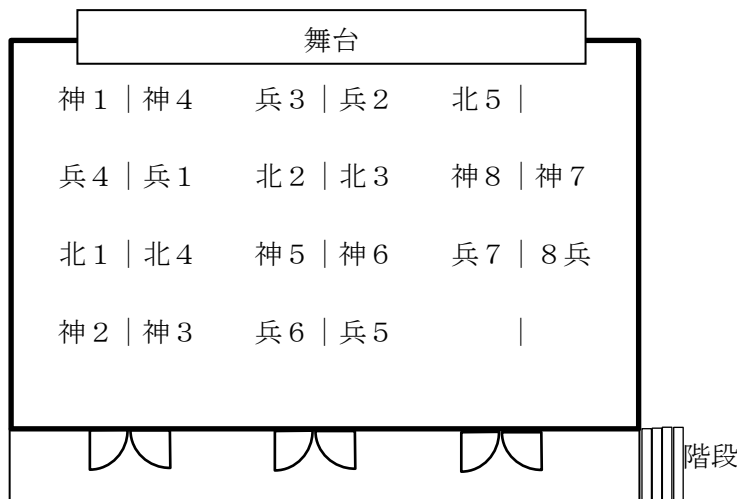 舞台
神１｜神４ 兵３｜兵２ 北５｜
兵４｜兵１ 北２｜北３ 神８｜神７
北１｜北４ 神５｜神６ 兵７｜８兵
神２｜神３ 兵６｜兵５ ｜
階段